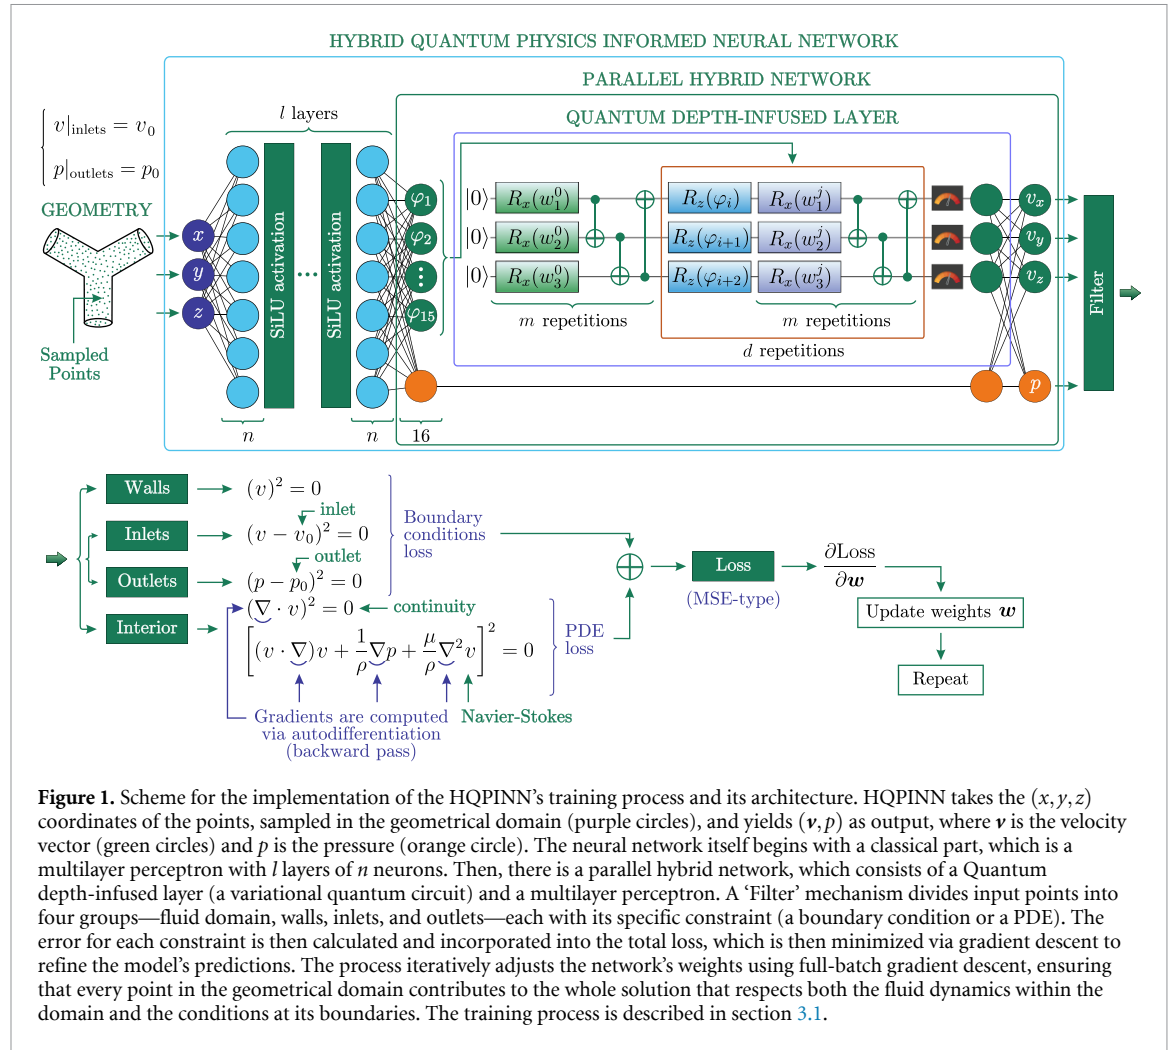 HYBRID QUANTUM PHYSICS INFORMED NEURAL NETWORK
PARALLEL HYBRID NETWORK
QUANTUM DEPTH-INFUSED LAYER
l layers
v|inlets = v₀
p|outlets = p₀
GEOMETRY
Sampled
Points
x
y
z
SiLU activation
...
SiLU activation
n
n
16
φ₁
φ₂
⋮
φ₁₅
|0⟩ Rₓ(w₁⁰) R_z(φᵢ) Rₓ(w₁ʲ)
|0⟩ Rₓ(w₂⁰) R_z(φᵢ₊₁) Rₓ(w₂ʲ)
|0⟩ Rₓ(w₃⁰) R_z(φᵢ₊₂) Rₓ(w₃ʲ)
m repetitions
m repetitions
d repetitions
vₓ
v_y
v_z
p
Filter
Walls
(v)² = 0
inlet
Inlets
(v − v₀)² = 0
outlet
Outlets
(p − p₀)² = 0
Boundary
conditions
loss
Interior
(∇ · v)² = 0
continuity
[(v · ∇)v + 1/ρ ∇p + μ/ρ ∇²v]² = 0
PDE
loss
Gradients are computed
via autodifferentiation
(backward pass)
Navier-Stokes
Loss
(MSE-type)
∂Loss
∂w
Update weights w
Repeat
Figure 1. Scheme for the implementation of the HQPINN's training process and its architecture. HQPINN takes the (x, y, z)
coordinates of the points, sampled in the geometrical domain (purple circles), and yields (v, p) as output, where v is the velocity
vector (green circles) and p is the pressure (orange circle). The neural network itself begins with a classical part, which is a
multilayer perceptron with l layers of n neurons. Then, there is a parallel hybrid network, which consists of a Quantum
depth-infused layer (a variational quantum circuit) and a multilayer perceptron. A 'Filter' mechanism divides input points into
four groups—fluid domain, walls, inlets, and outlets—each with its specific constraint (a boundary condition or a PDE). The
error for each constraint is then calculated and incorporated into the total loss, which is then minimized via gradient descent to
refine the model's predictions. The process iteratively adjusts the network's weights using full-batch gradient descent, ensuring
that every point in the geometrical domain contributes to the whole solution that respects both the fluid dynamics within the
domain and the conditions at its boundaries. The training process is described in section 3.1.